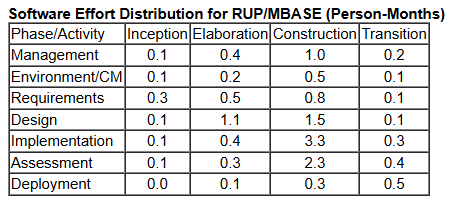 Software Effort Distribution for RUP/MBASE (Person-Months)
Phase/Activity Inception Elaboration Construction Transition
Management 0.1 0.4 1.0 0.2
Environment/CM 0.1 0.2 0.5 0.1
Requirements 0.3 0.5 0.8 0.1
Design 0.1 1.1 1.5 0.1
Implementation 0.1 0.4 3.3 0.3
Assessment 0.1 0.3 2.3 0.4
Deployment 0.0 0.1 0.3 0.5